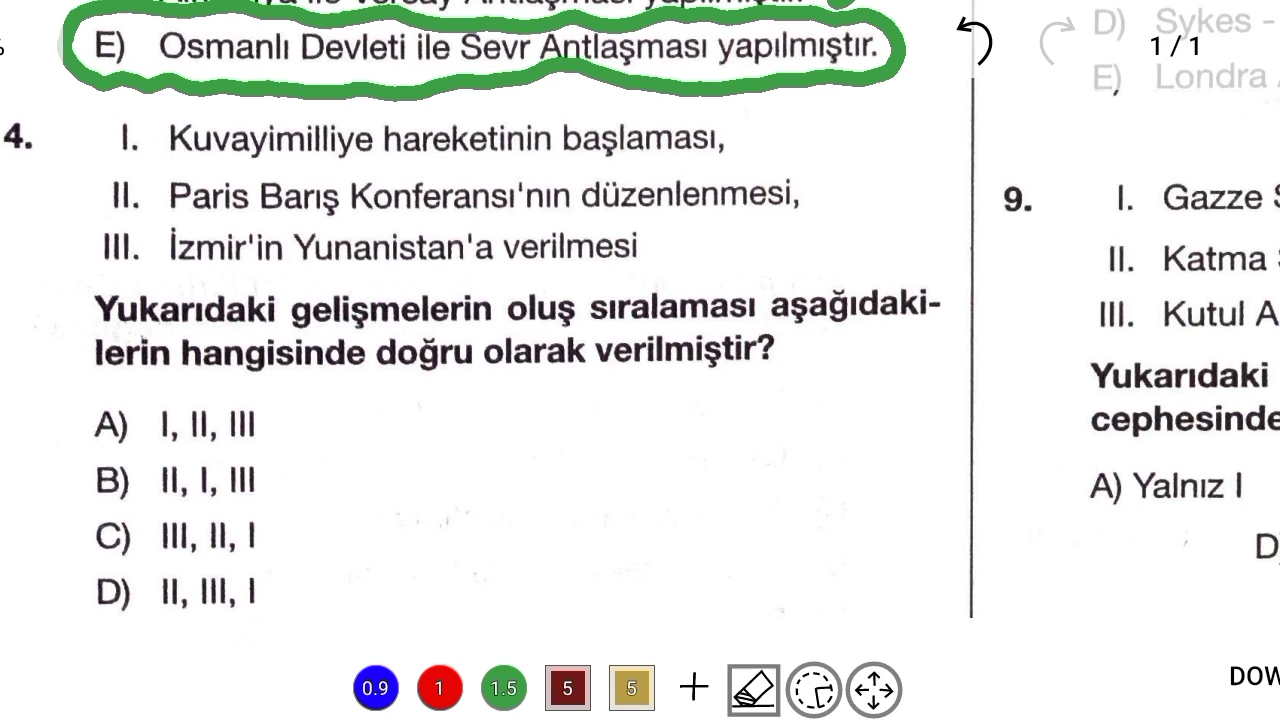 E) Osmanlı Devleti ile Sevr Antlaşması yapılmıştır.
4. I. Kuvayimilliye hareketinin başlaması,
II. Paris Barış Konferansı'nın düzenlenmesi,
III. İzmir'in Yunanistan'a verilmesi
Yukarıdaki gelişmelerin oluş sıralaması aşağıdaki-
lerin hangisinde doğru olarak verilmiştir?
A) I, II, III
B) II, I, III
C) III, II, I
D) II, III, I
D) Sykes -
1 / 1
E) Londra
9. I. Gazze
II. Katma
III. Kutul A
Yukarıdaki
cephesinde
A) Yalnız I
D)
0.9 1 1.5 5 5
DOW